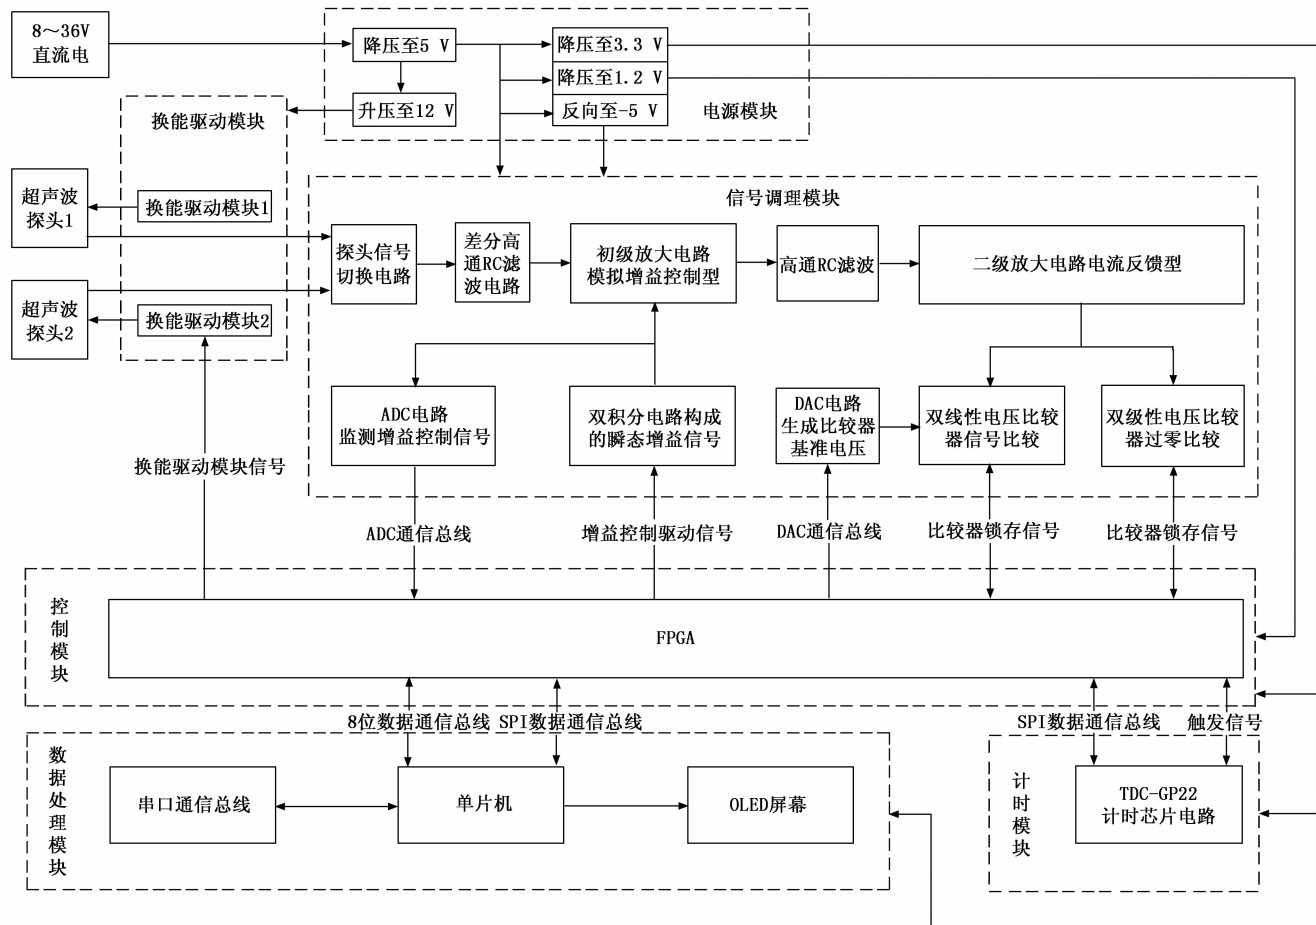 8～36V
直流电
降压至5 V
升压至12 V
降压至3.3 V
降压至1.2 V
反向至-5 V
电源模块
换能驱动模块
超声波
探头1
换能驱动模块1
超声波
探头2
换能驱动模块2
信号调理模块
探头信号
切换电路
差分高
通RC滤
波电路
初级放大电路
模拟增益控制型
高通RC滤波
二级放大电路电流反馈型
ADC电路
监测增益控制信号
双积分电路构成
的瞬态增益信号
DAC电路
生成比较器
基准电压
双线性电压比较
器信号比较
双级性电压比较
器过零比较
换能驱动模块信号
ADC通信总线
增益控制驱动信号
DAC通信总线
比较器锁存信号
比较器锁存信号
控制模块
FPGA
8位数据通信总线
SPI数据通信总线
SPI数据通信总线
触发信号
数据处理模块
串口通信总线
单片机
OLED屏幕
计时模块
TDC-GP22
计时芯片电路